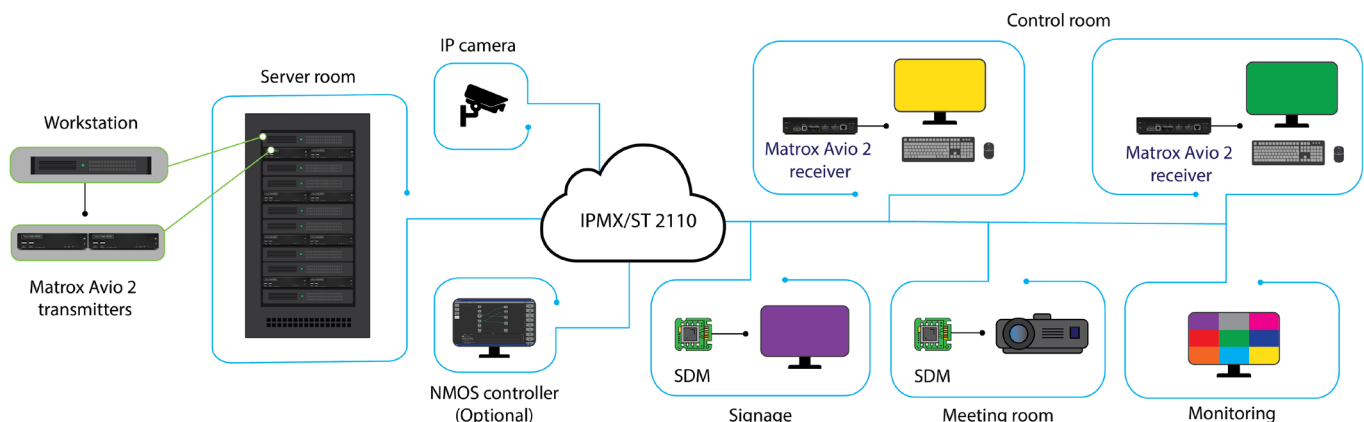 Control room
IP camera
Server room
Workstation
Matrox Avio 2
receiver
Matrox Avio 2
receiver
IPMX/ST 2110
Matrox Avio 2
transmitters
SDM
SDM
NMOS controller
(Optional)
Signage
Meeting room
Monitoring